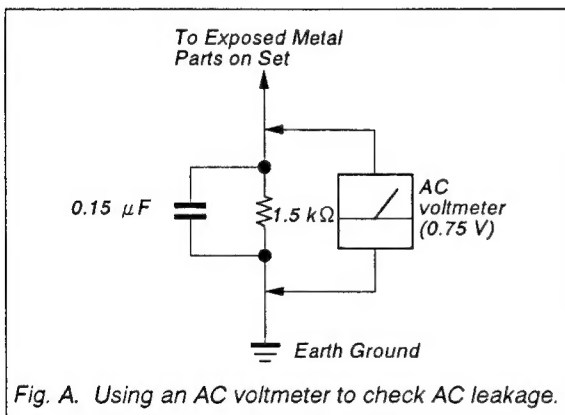 To Exposed Metal
Parts on Set
0.15 μF
1.5 kΩ
AC
voltmeter
(0.75 V)
Earth Ground
Fig. A. Using an AC voltmeter to check AC leakage.